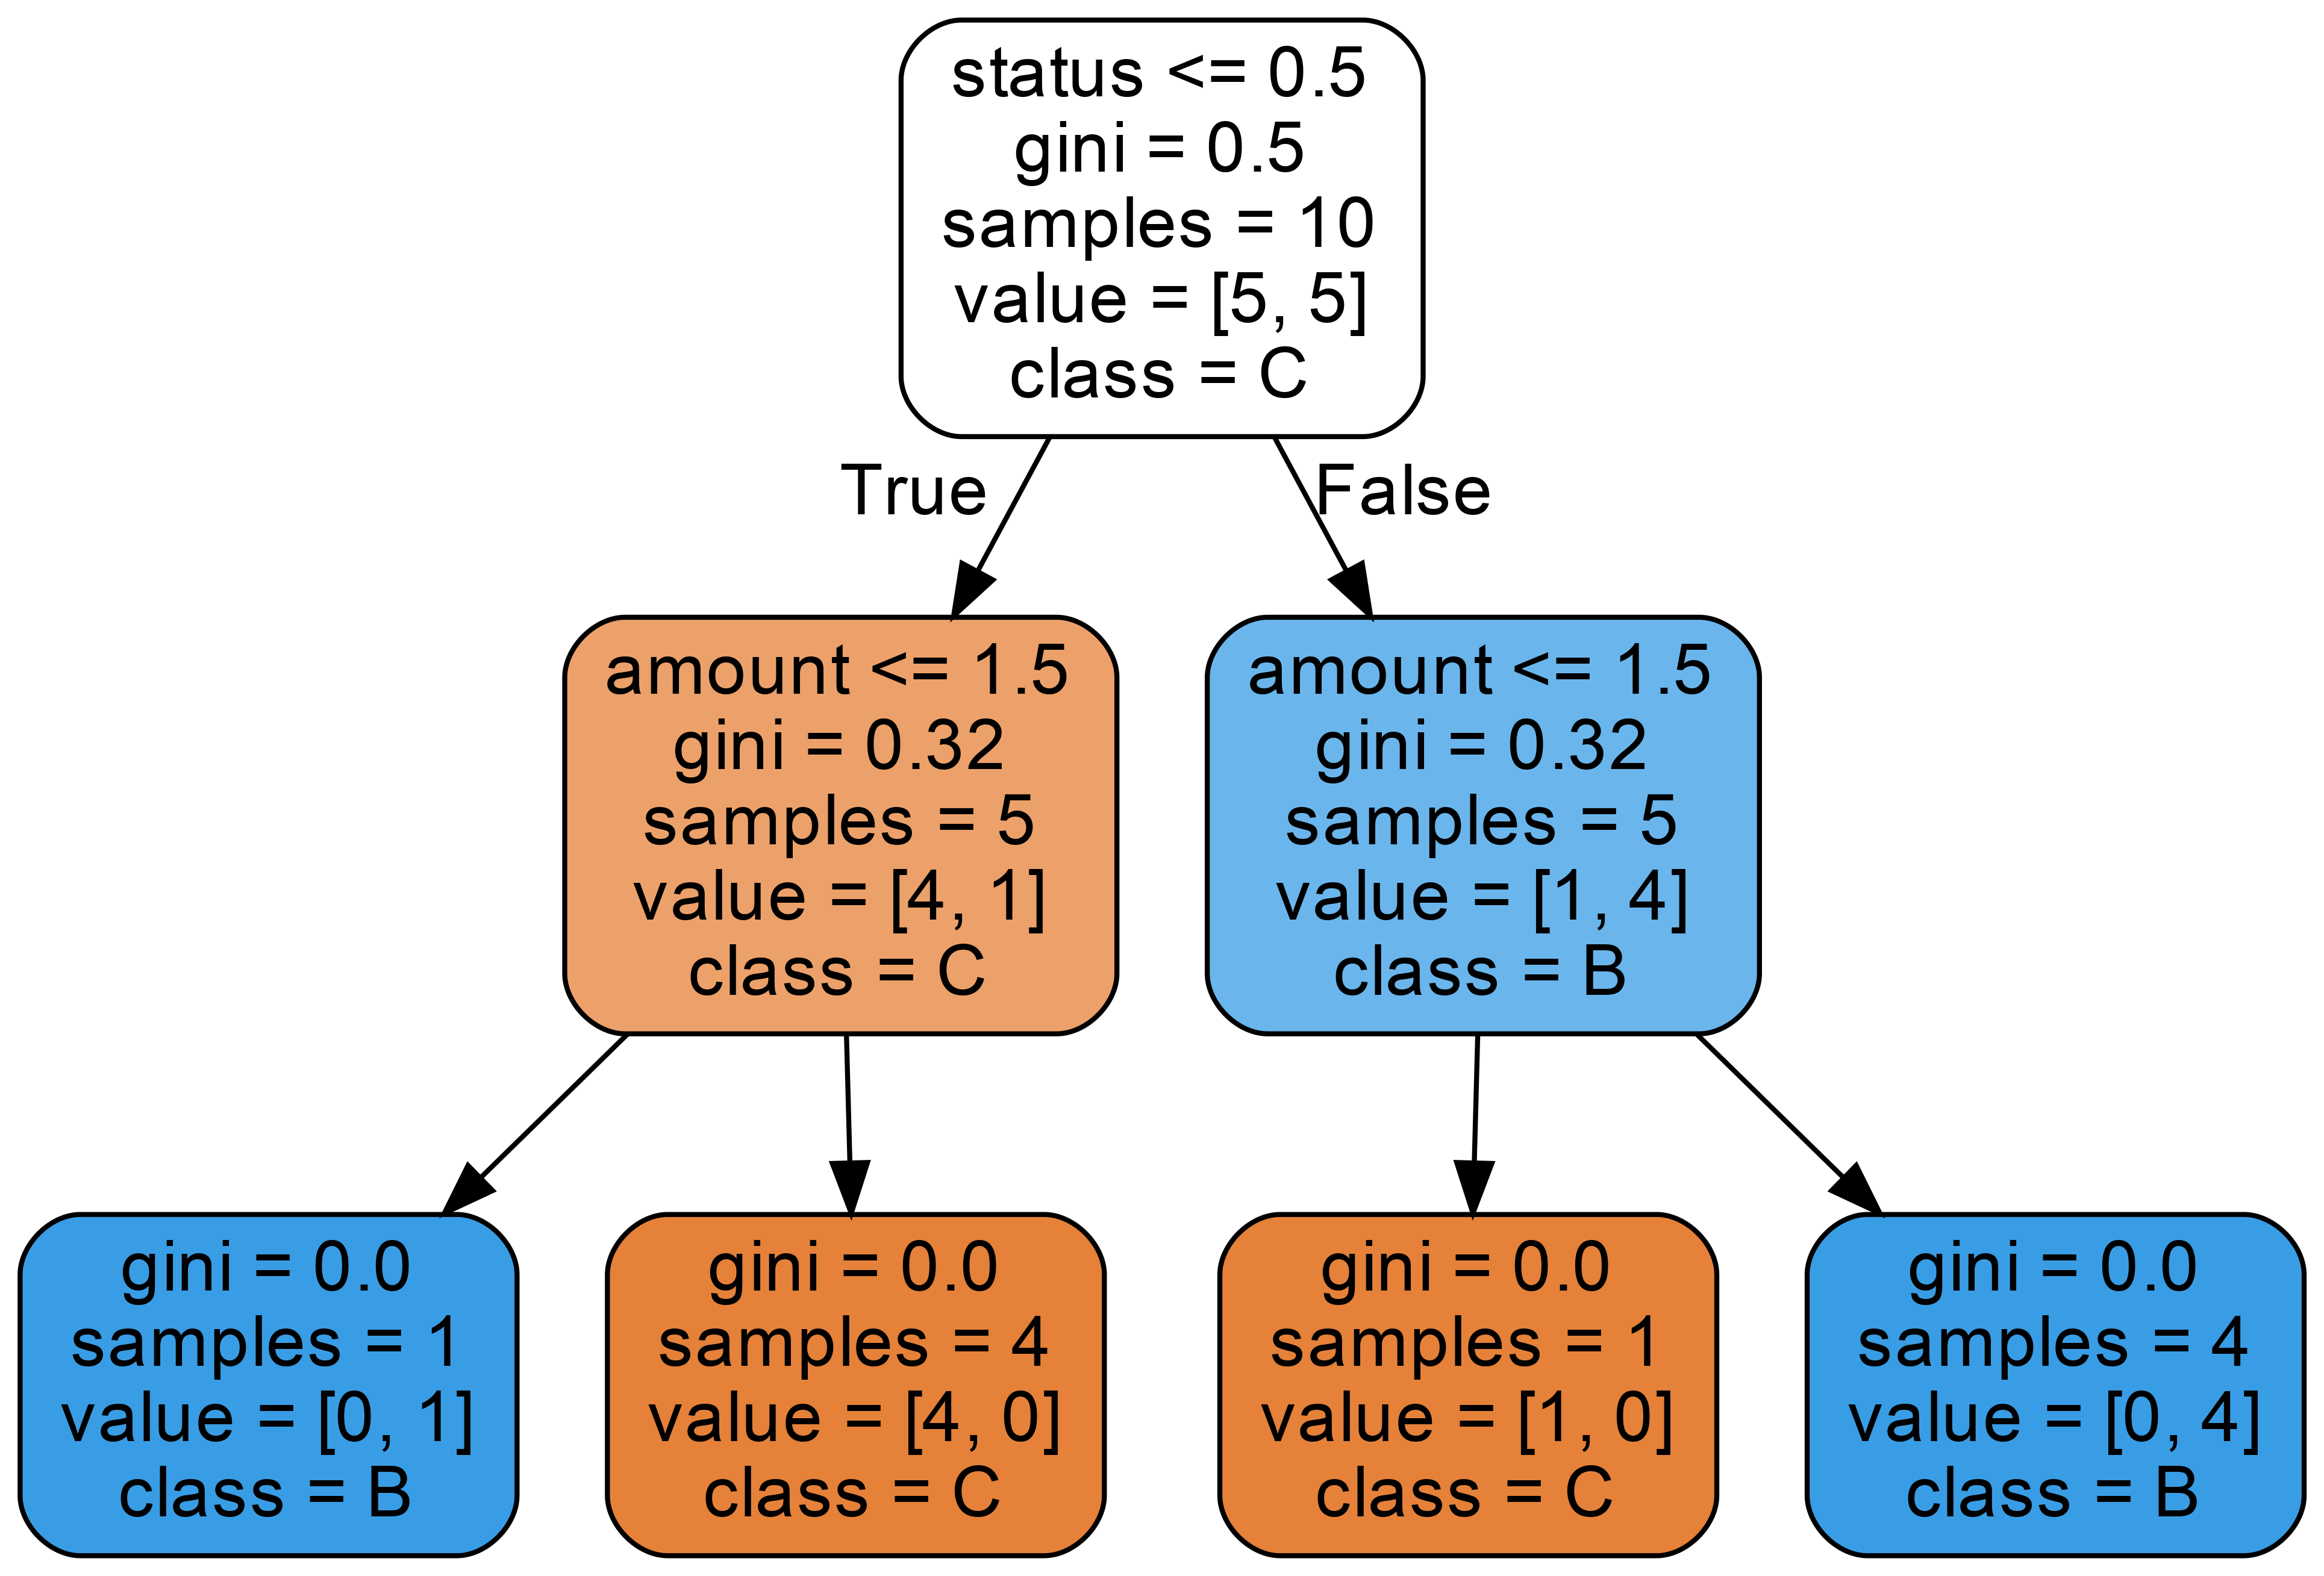 status <= 0.5
gini = 0.5
samples = 10
value = [5, 5]
class = C
True
False
amount <= 1.5
gini = 0.32
samples = 5
value = [4, 1]
class = C
amount <= 1.5
gini = 0.32
samples = 5
value = [1, 4]
class = B
gini = 0.0
samples = 1
value = [0, 1]
class = B
gini = 0.0
samples = 4
value = [4, 0]
class = C
gini = 0.0
samples = 1
value = [1, 0]
class = C
gini = 0.0
samples = 4
value = [0, 4]
class = B